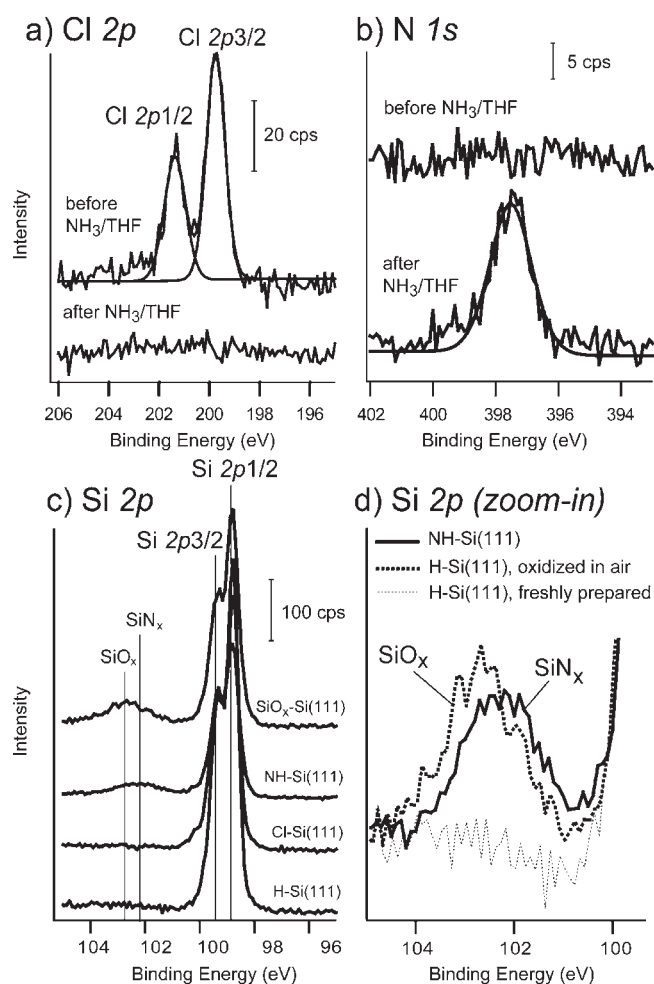 a) Cl 2p
Cl 2p3/2
Cl 2p1/2
20 cps
before
NH₃/THF
after NH₃/THF
Intensity
206 204 202 200 198 196
Binding Energy (eV)
b) N 1s
5 cps
before NH₃/THF
after
NH₃/THF
402 400 398 396 394
Binding Energy (eV)
c) Si 2p
Si 2p1/2
Si 2p3/2
100 cps
SiNₓ
SiOₓ
SiOₓ-Si(111)
NH-Si(111)
Cl-Si(111)
H-Si(111)
Intensity
104 102 100 98 96
Binding Energy (eV)
d) Si 2p (zoom-in)
NH-Si(111)
H-Si(111), oxidized in air
H-Si(111), freshly prepared
SiOₓ
SiNₓ
104 102 100
Binding Energy (eV)